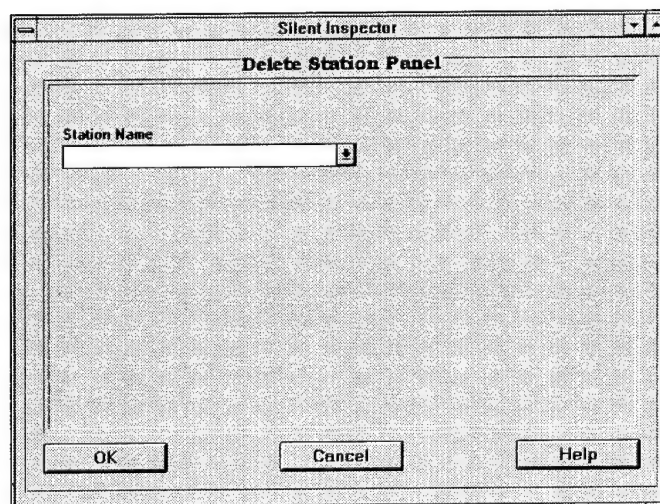 Silent Inspector
Delete Station Panel
Station Name
OK Cancel Help